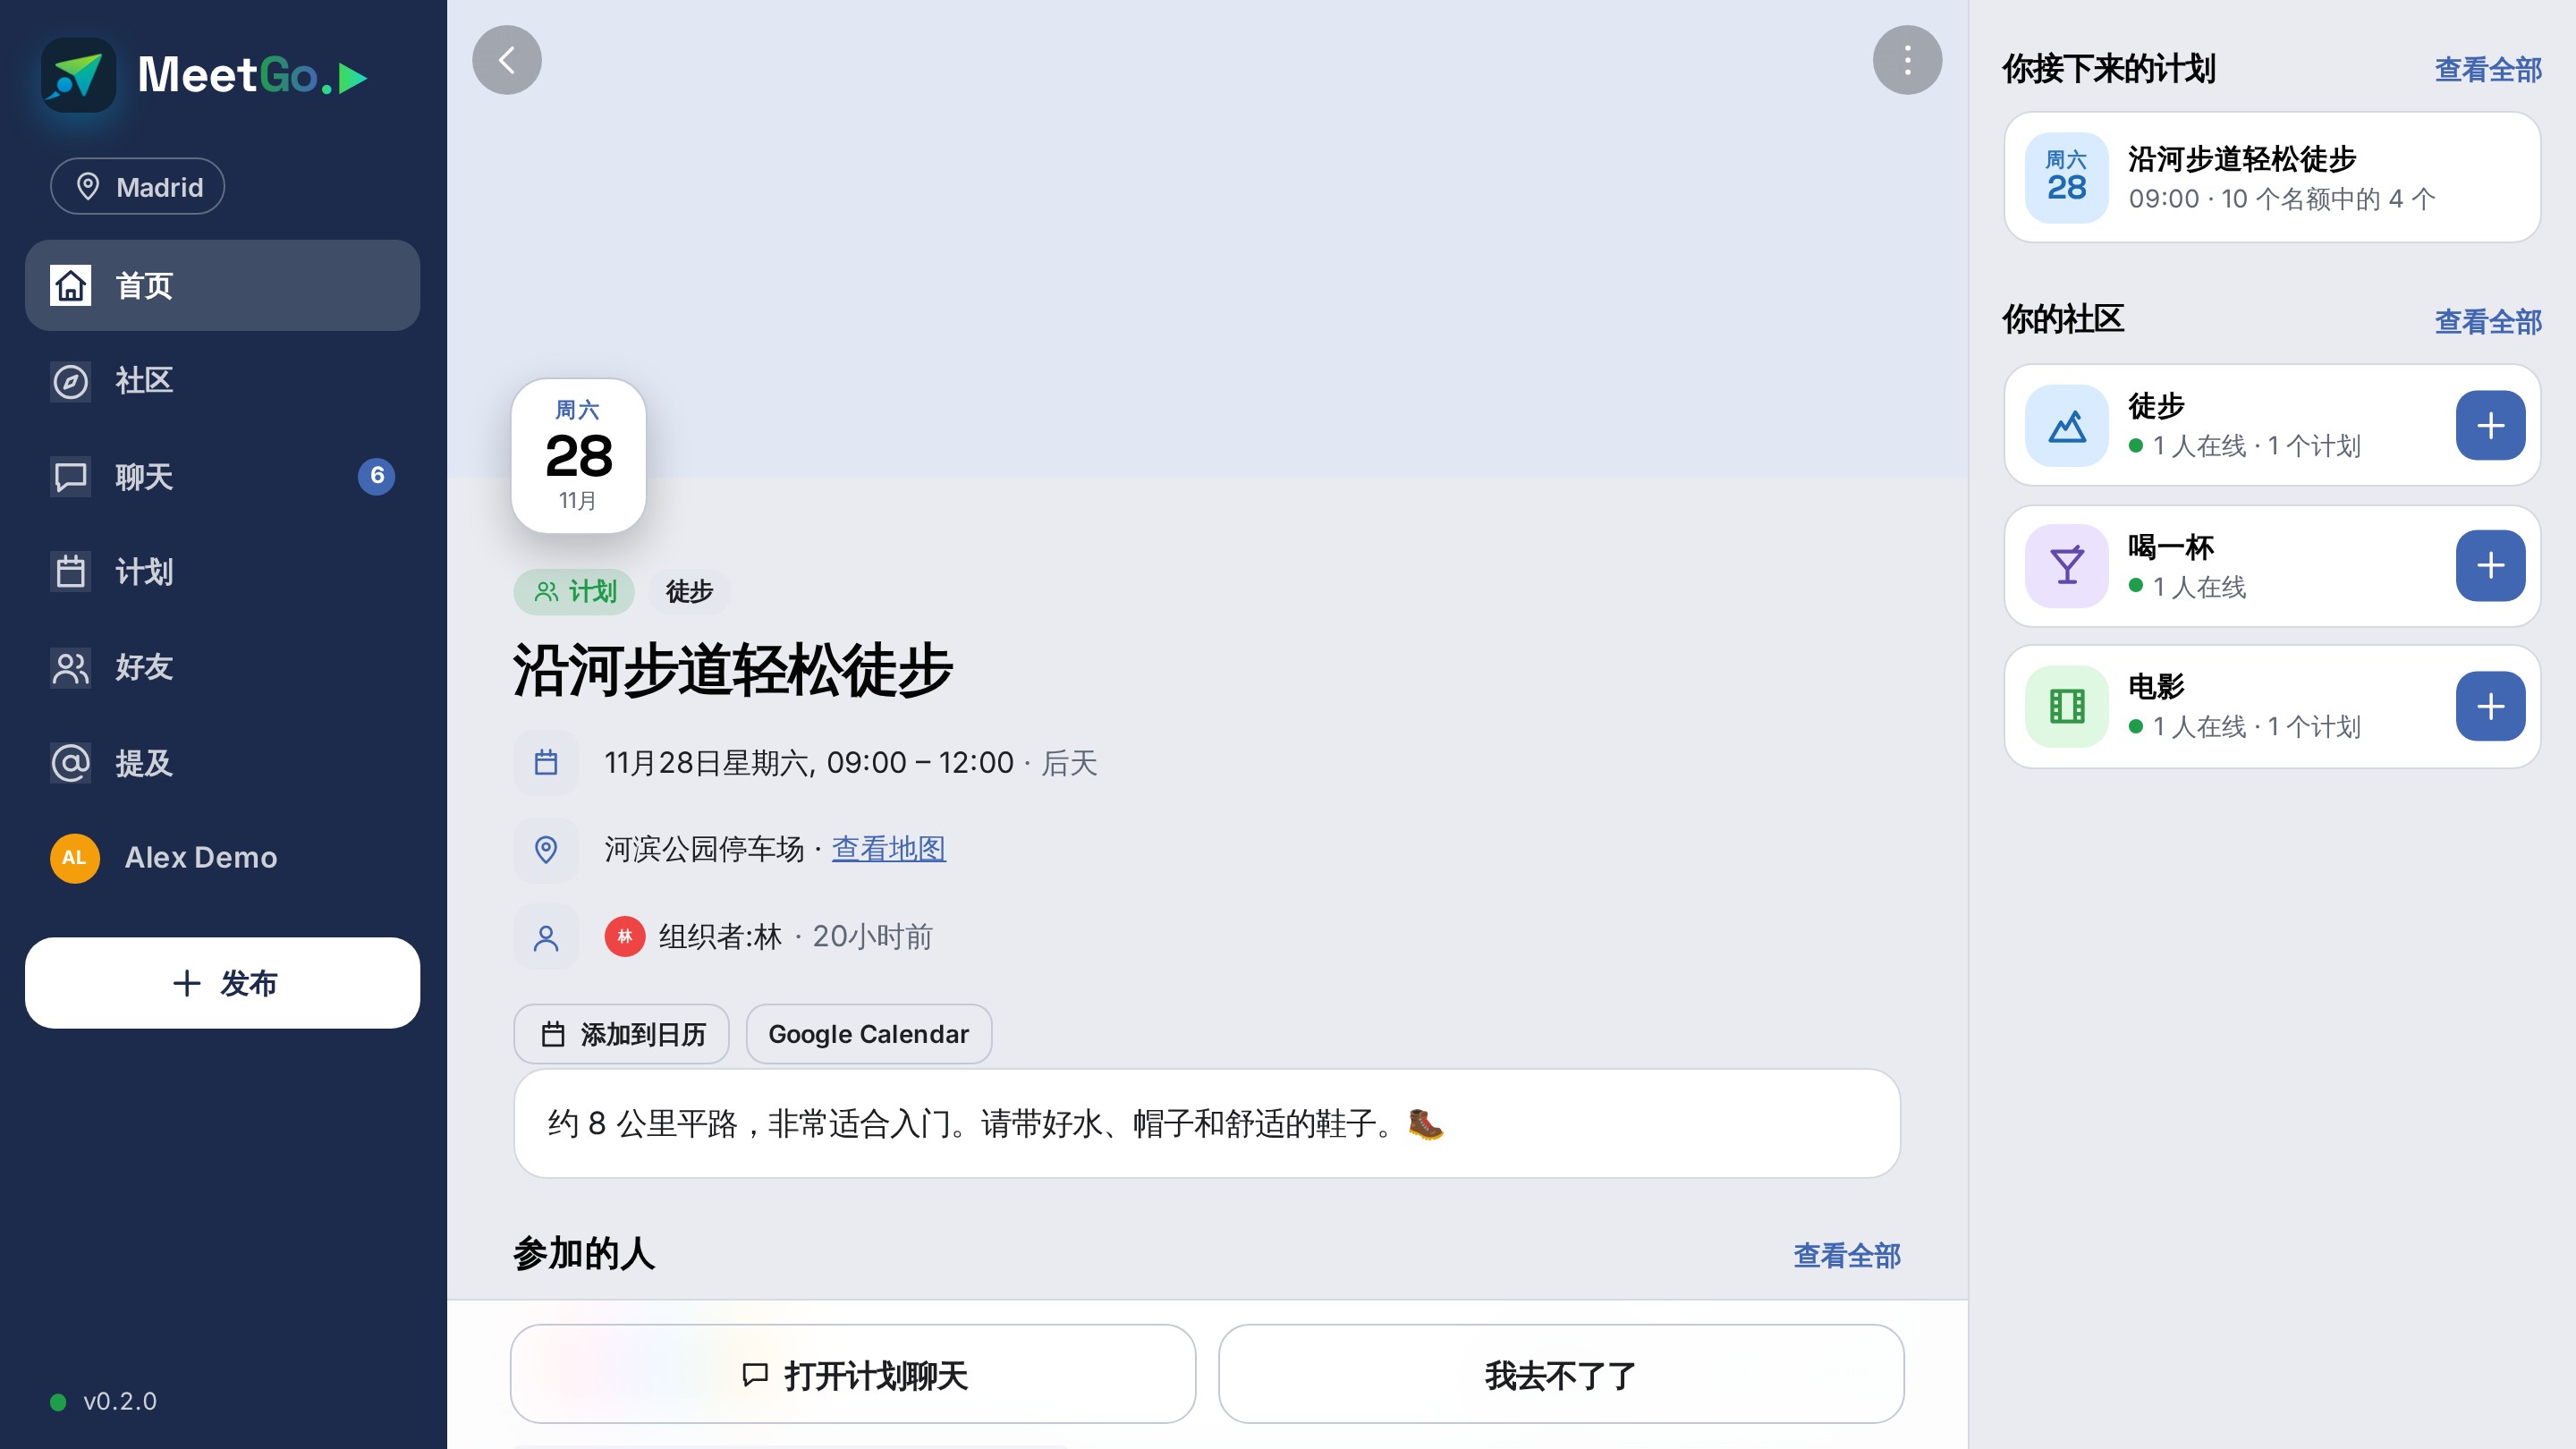 MeetGo.
Madrid
首页
社区
聊天 6
计划
好友
提及
AL Alex Demo
发布
v0.2.0
周六
28
11月
计划 徒步
沿河步道轻松徒步
11月28日星期六, 09:00 – 12:00 · 后天
河滨公园停车场 · 查看地图
林 组织者:林 · 20小时前
添加到日历 Google Calendar
约 8 公里平路，非常适合入门。请带好水、帽子和舒适的鞋子。🥾
参加的人 查看全部
打开计划聊天 我去不了了
你接下来的计划 查看全部
周六
28
沿河步道轻松徒步
09:00 · 10 个名额中的 4 个
你的社区 查看全部
徒步
1 人在线 · 1 个计划
喝一杯
1 人在线
电影
1 人在线 · 1 个计划